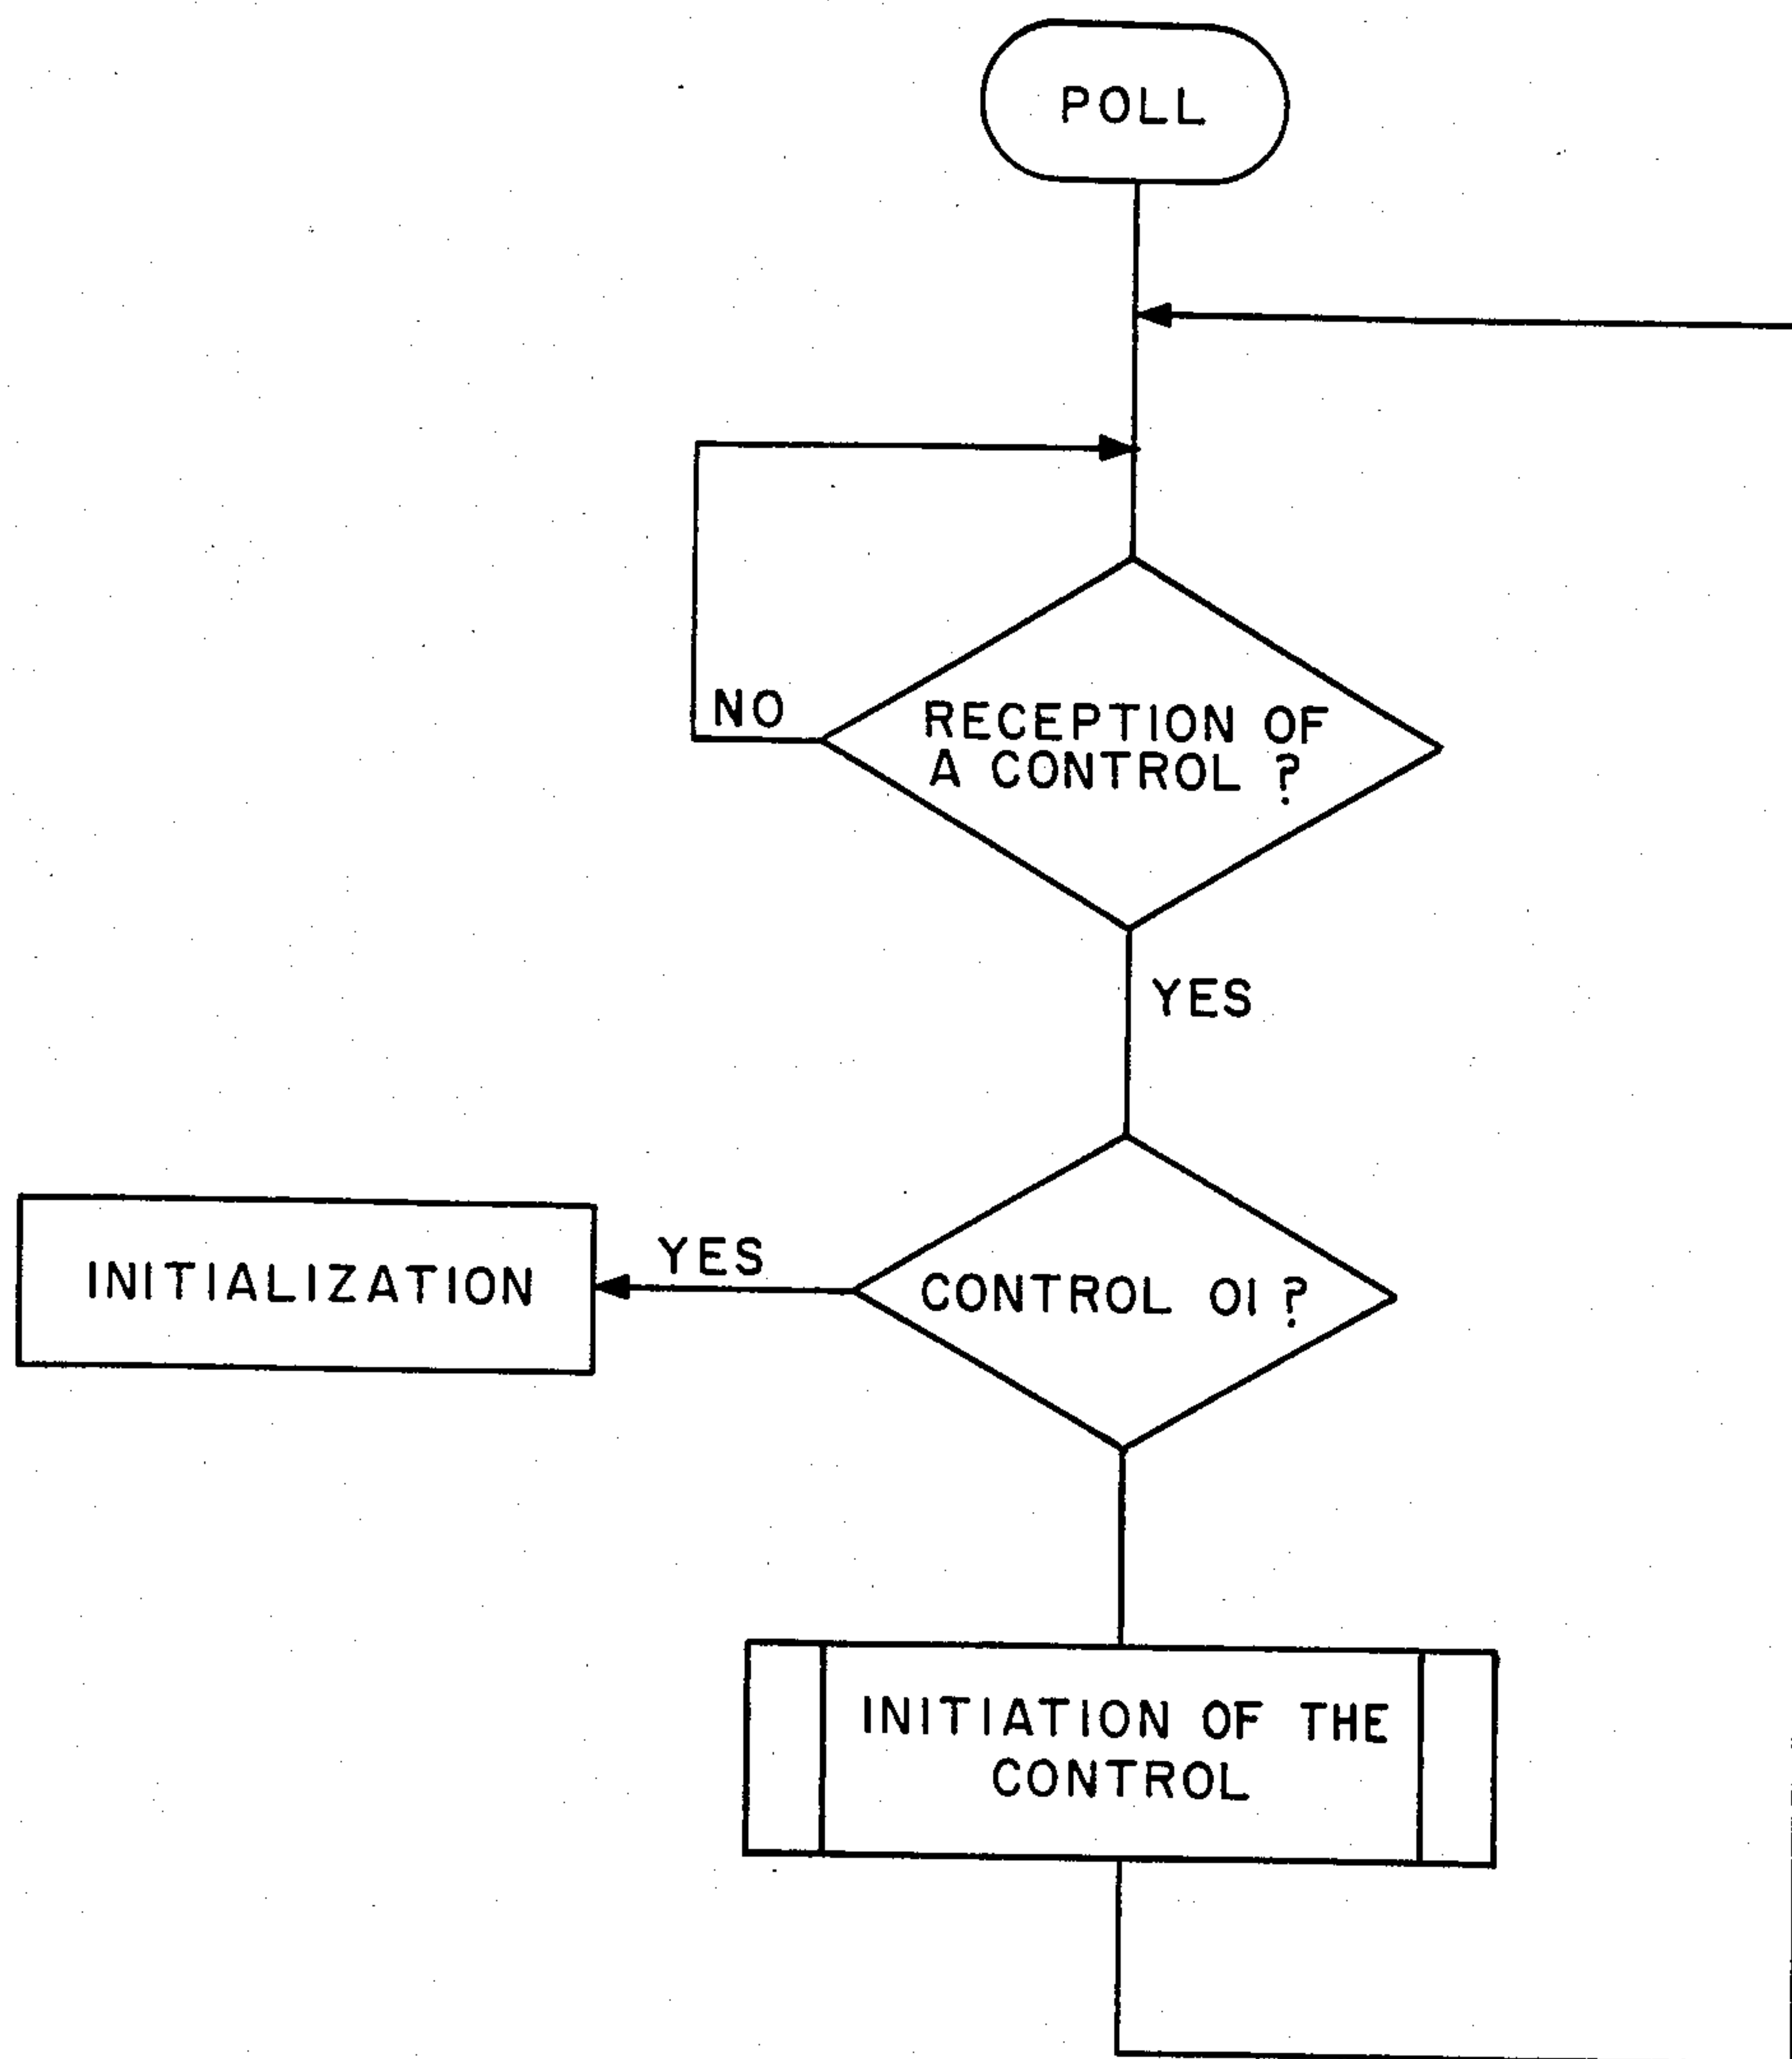 POLL
NO
RECEPTION OF
A CONTROL ?
YES
INITIALIZATION
YES
CONTROL 01 ?
INITIATION OF THE
CONTROL